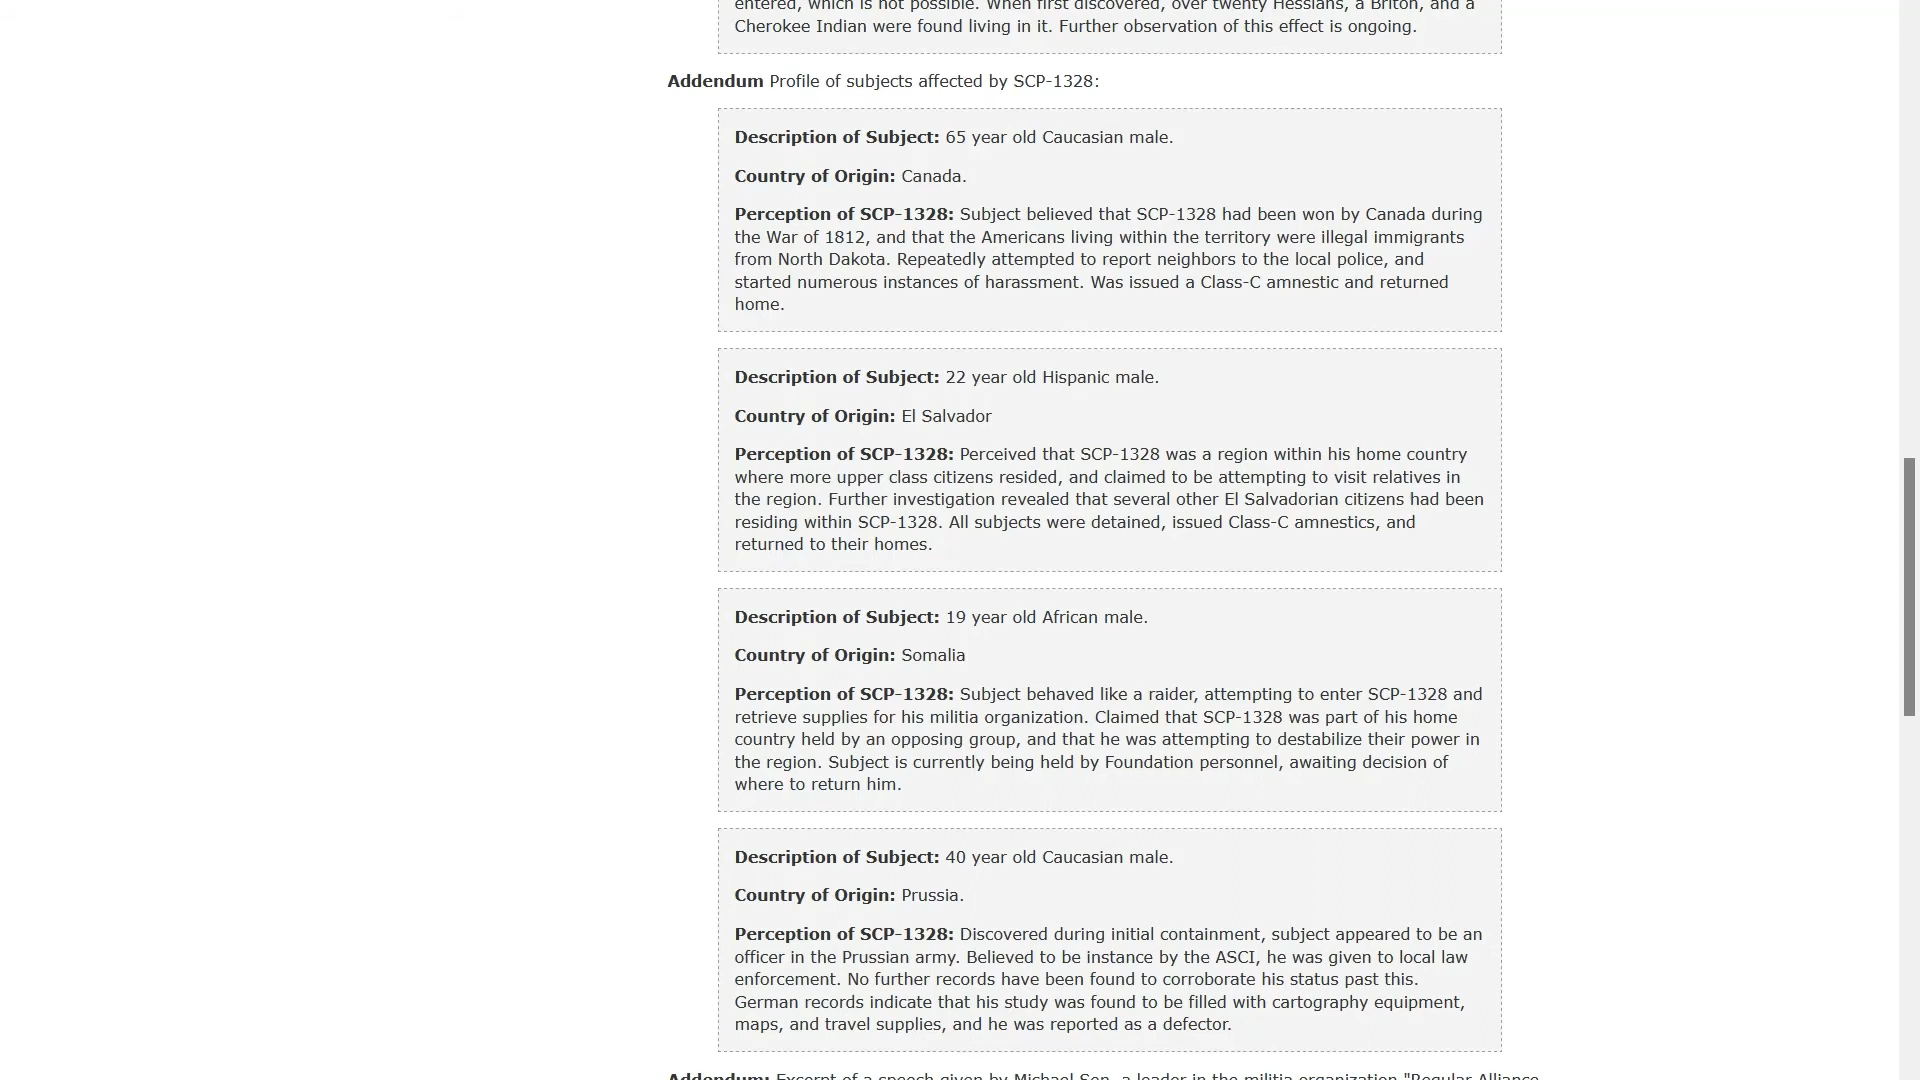 entered, which is not possible. When first discovered, over twenty Hessians, a Briton, and a
Cherokee Indian were found living in it. Further observation of this effect is ongoing.
Addendum Profile of subjects affected by SCP-1328:
Description of Subject: 65 year old Caucasian male.
Country of Origin: Canada.
Perception of SCP-1328: Subject believed that SCP-1328 had been won by Canada during
the War of 1812, and that the Americans living within the territory were illegal immigrants
from North Dakota. Repeatedly attempted to report neighbors to the local police, and
started numerous instances of harassment. Was issued a Class-C amnestic and returned
home.
Description of Subject: 22 year old Hispanic male.
Country of Origin: El Salvador
Perception of SCP-1328: Perceived that SCP-1328 was a region within his home country
where more upper class citizens resided, and claimed to be attempting to visit relatives in
the region. Further investigation revealed that several other El Salvadorian citizens had been
residing within SCP-1328. All subjects were detained, issued Class-C amnestics, and
returned to their homes.
Description of Subject: 19 year old African male.
Country of Origin: Somalia
Perception of SCP-1328: Subject behaved like a raider, attempting to enter SCP-1328 and
retrieve supplies for his militia organization. Claimed that SCP-1328 was part of his home
country held by an opposing group, and that he was attempting to destabilize their power in
the region. Subject is currently being held by Foundation personnel, awaiting decision of
where to return him.
Description of Subject: 40 year old Caucasian male.
Country of Origin: Prussia.
Perception of SCP-1328: Discovered during initial containment, subject appeared to be an
officer in the Prussian army. Believed to be instance by the ASCI, he was given to local law
enforcement. No further records have been found to corroborate his status past this.
German records indicate that his study was found to be filled with cartography equipment,
maps, and travel supplies, and he was reported as a defector.
Addendum: Excerpt of a speech given by Michael Sen, a leader in the militia organization "Regular Alliance